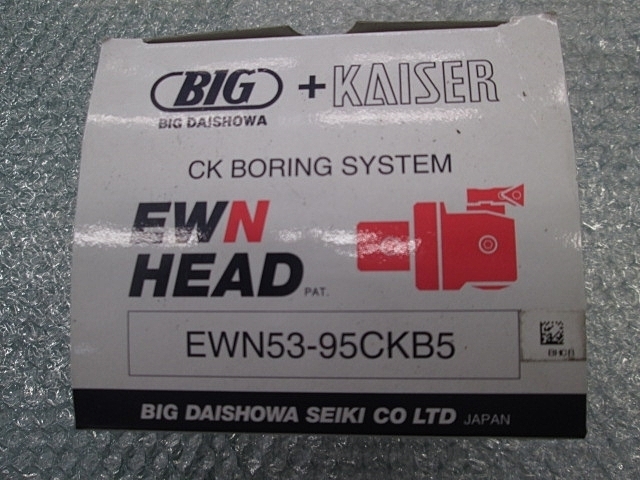 BIG + KAISER
BIG DAISHOWA
CK BORING SYSTEM
EWN
HEAD PAT.
EWN53-95CKB5
BIG DAISHOWA SEIKI CO LTD JAPAN